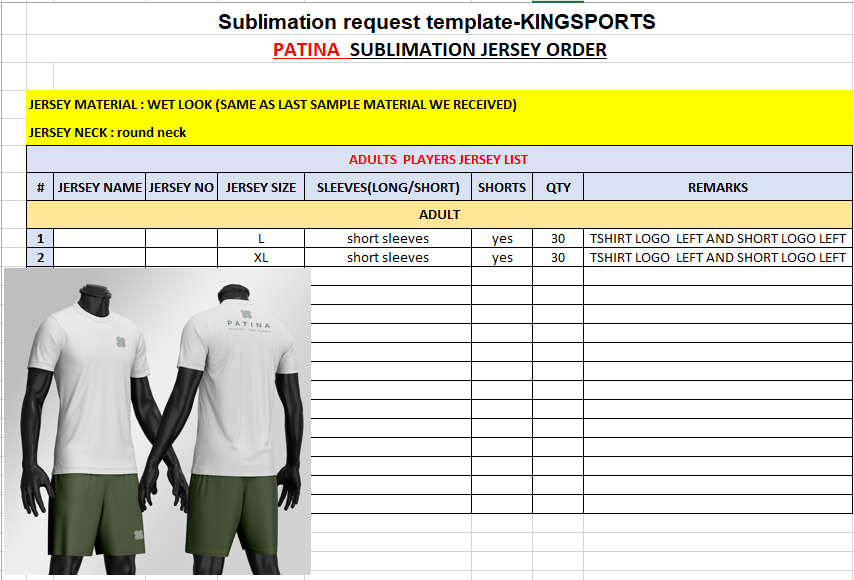 Sublimation request template-KINGSPORTS
PATINA SUBLIMATION JERSEY ORDER
JERSEY MATERIAL : WET LOOK (SAME AS LAST SAMPLE MATERIAL WE RECEIVED)
JERSEY NECK : round neck
ADULTS PLAYERS JERSEY LIST
# JERSEY NAME JERSEY NO JERSEY SIZE SLEEVES(LONG/SHORT) SHORTS QTY REMARKS
ADULT
1 L short sleeves yes 30 TSHIRT LOGO LEFT AND SHORT LOGO LEFT
2 XL short sleeves yes 30 TSHIRT LOGO LEFT AND SHORT LOGO LEFT
PATINA